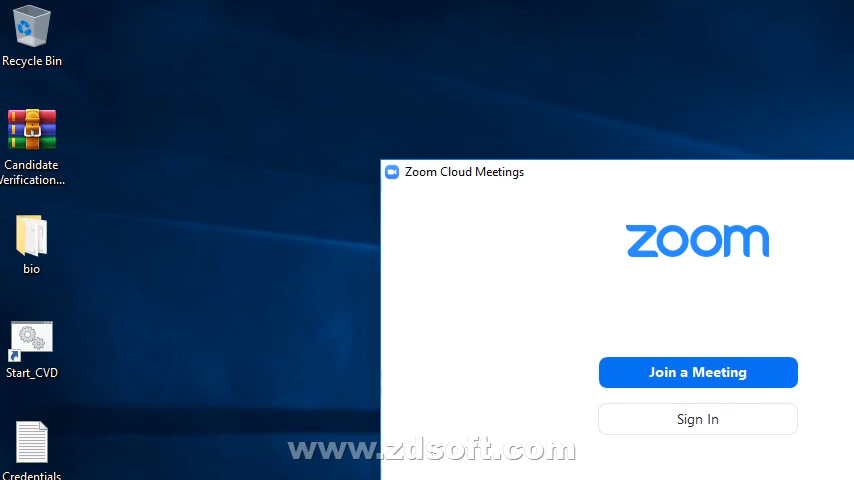 Recycle Bin
Candidate
Verification...
bio
Start_CVD
Credentials
Zoom Cloud Meetings
zoom
Join a Meeting
Sign In
www.zdsoft.com